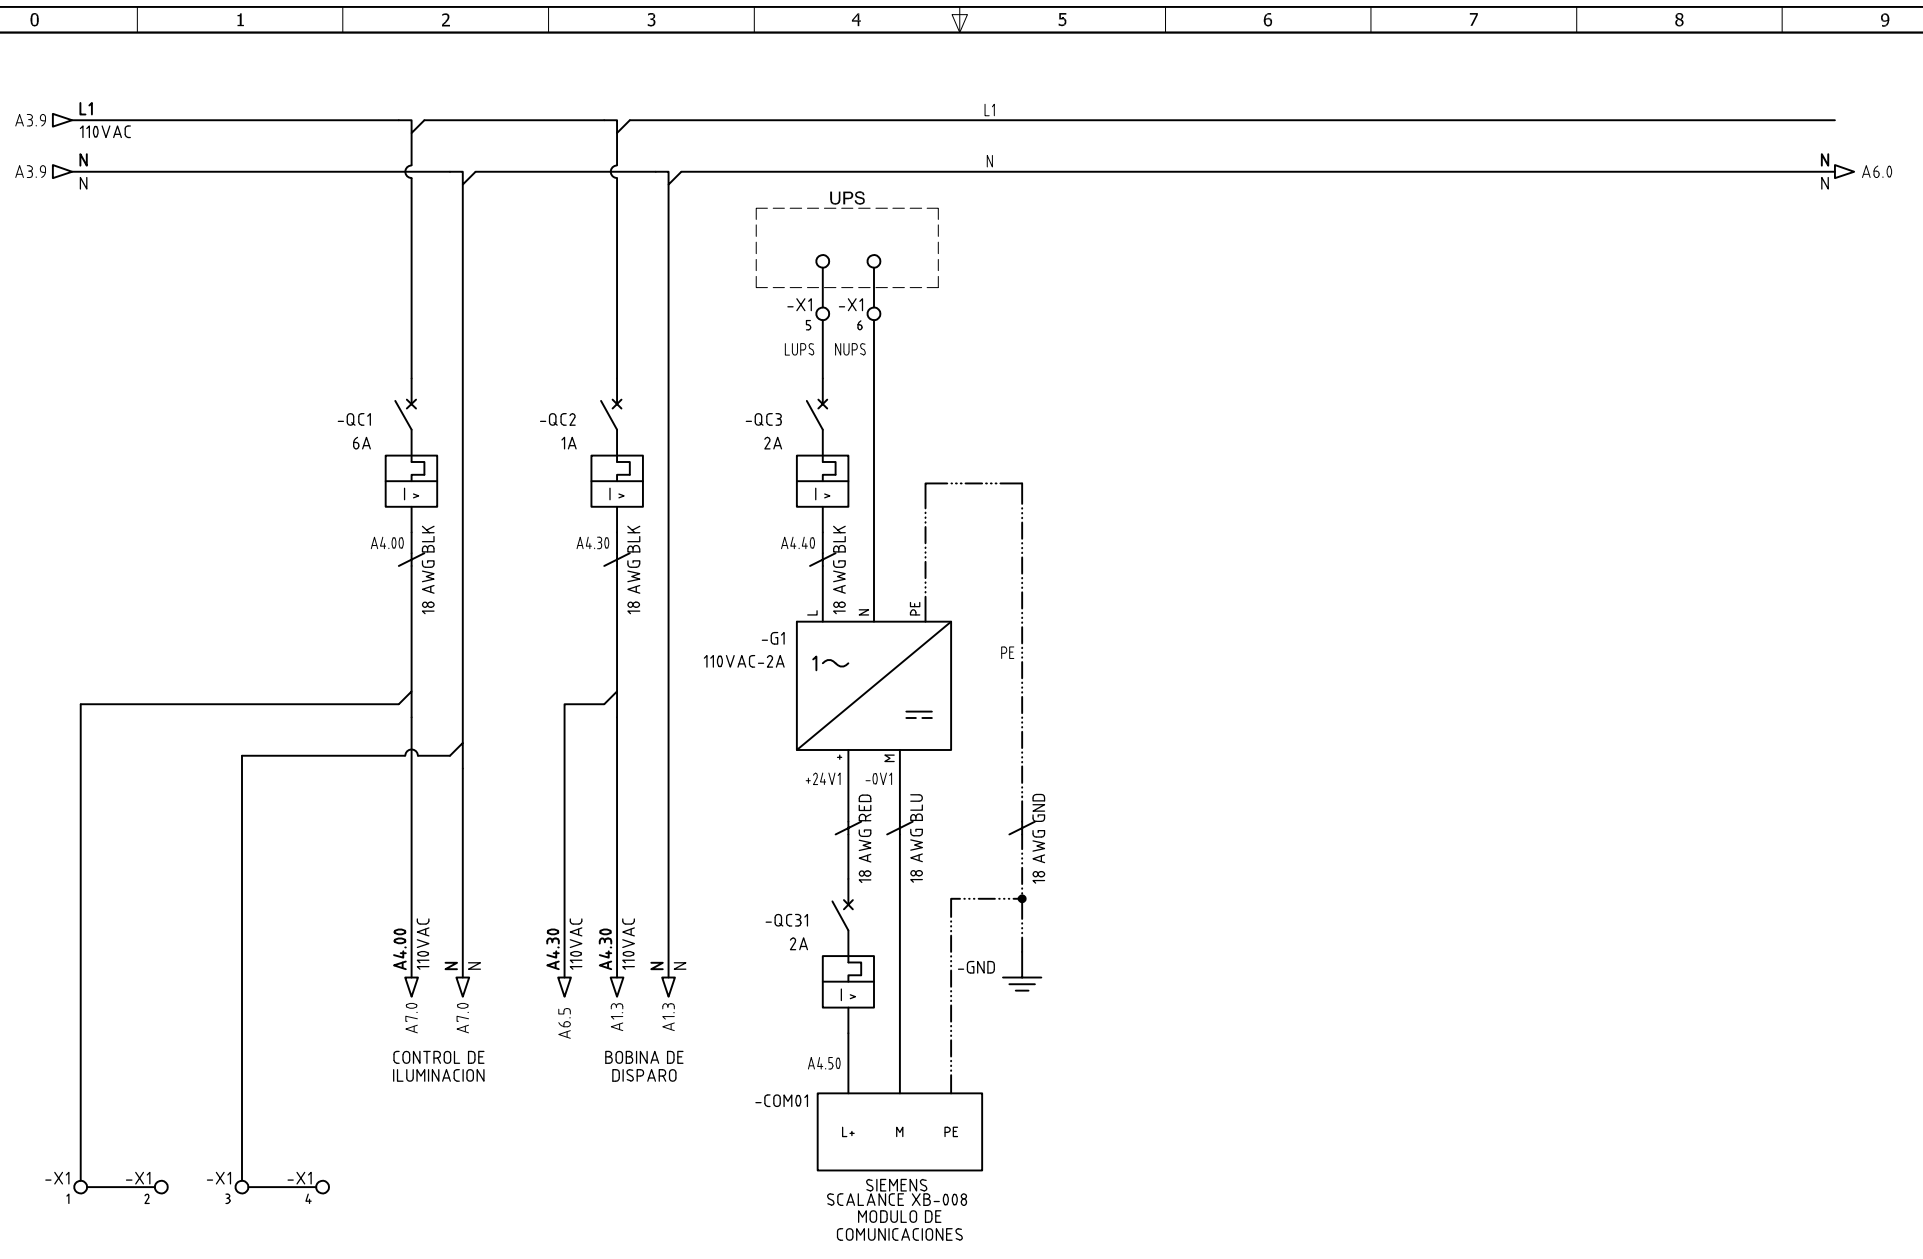 0 1 2 3 4 5 6 7 8 9
A3.9 L1 L1
110VAC
A3.9 N N N A6.0
N N
UPS
-X1 -X1
5 6
LUPS NUPS
-QC1 -QC2 -QC3
6A 1A 2A
I > I > I >
A4.00 18 AWG BLK A4.30 18 AWG BLK A4.40 18 AWG BLK
L N PE
-G1
110VAC-2A 1
PE
+ M
+24V1 -0V1
18 AWG RED 18 AWG BLU 18 AWG GND
-QC31
2A
I >
-GND
A4.00 110VAC N N A4.30 110VAC A4.30 110VAC N N
A7.0 A7.0 A6.5 A1.3 A1.3
CONTROL DE
ILUMINACION
BOBINA DE
DISPARO
A4.50
-COM01
L+ M PE
-X1 -X1 -X1 -X1
1 2 3 4
SIEMENS
SCALANCE XB-008
MODULO DE
COMUNICACIONES